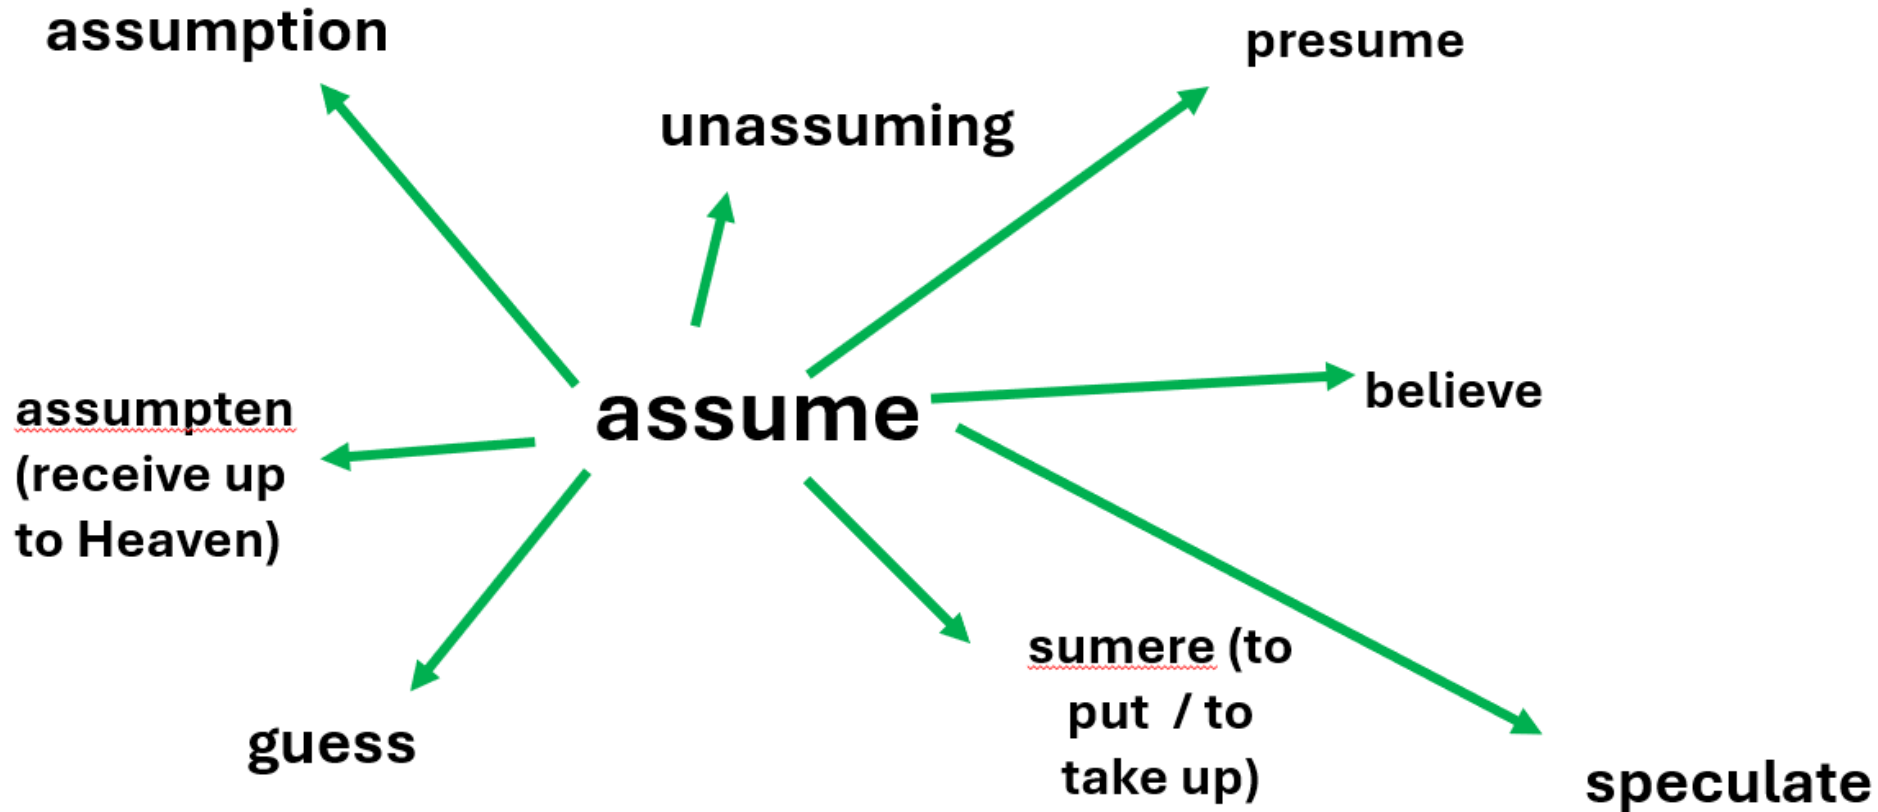 assumption
presume
unassuming
assume
believe
assumpten
(receive up
to Heaven)
sumere (to
put / to
take up)
guess
speculate